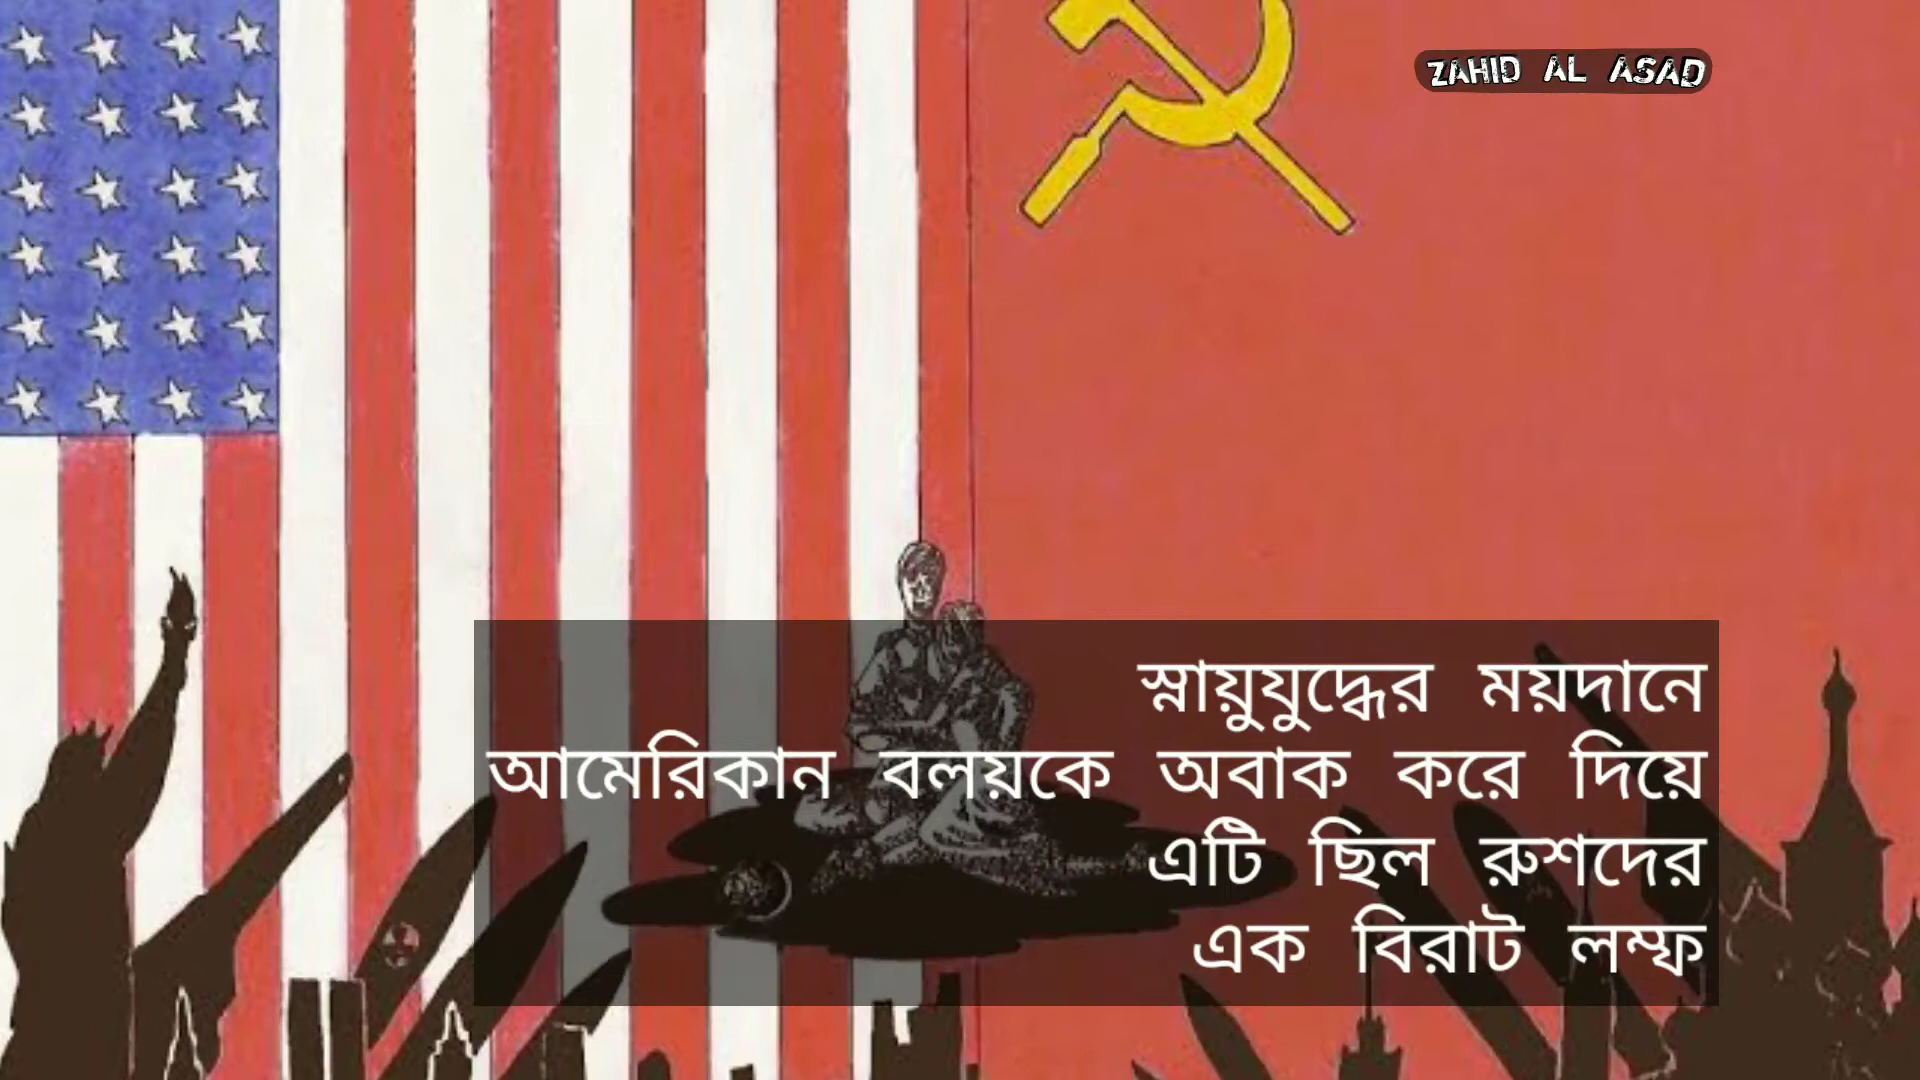 ZAHID AL ASAD
স্নায়ুযুদ্ধের ময়দানে
আমেরিকান বলয়কে অবাক করে দিয়ে
এটি ছিল রুশদের
এক বিরাট লম্ফ